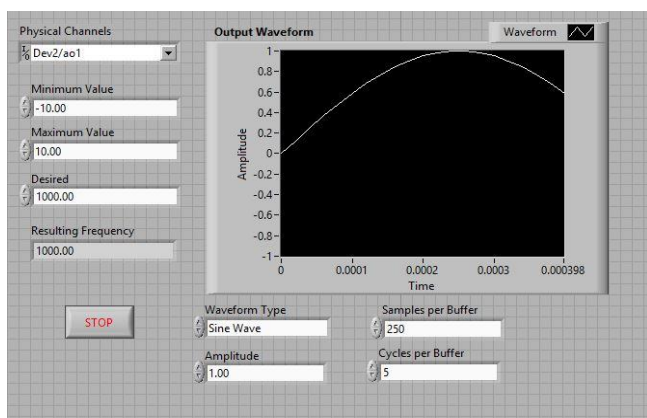 Physical Channels
I/O Dev2/ao1
Minimum Value
-10.00
Maximum Value
10.00
Desired
1000.00
Resulting Frequency
1000.00
STOP
Output Waveform
Waveform
Amplitude
1
0.8
0.6
0.4
0.2
0
-0.2
-0.4
-0.6
-0.8
-1
0 0.0001 0.0002 0.0003 0.000398
Time
Waveform Type
Sine Wave
Samples per Buffer
250
Amplitude
1.00
Cycles per Buffer
5